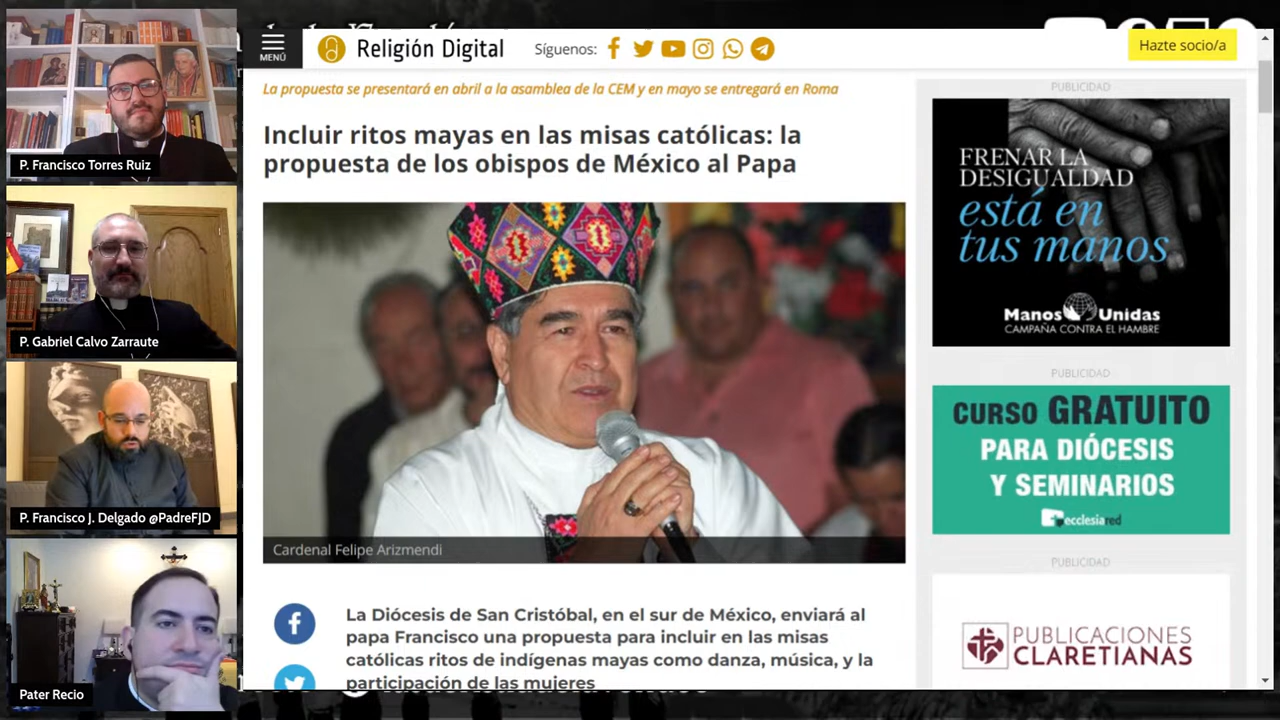 P. Francisco Torres Ruiz
P. Gabriel Calvo Zarraute
P. Francisco J. Delgado @PadreFJD
Pater Recio
MENÚ
Religión Digital
Síguenos:
Hazte socio/a
La propuesta se presentará en abril a la asamblea de la CEM y en mayo se entregará en Roma
Incluir ritos mayas en las misas católicas: la
propuesta de los obispos de México al Papa
Cardenal Felipe Arizmendi
La Diócesis de San Cristóbal, en el sur de México, enviará al
papa Francisco una propuesta para incluir en las misas
católicas ritos de indígenas mayas como danza, música, y la
participación de las mujeres
PUBLICIDAD
FRENAR LA
DESIGUALDAD
está en
tus manos
Manos Unidas
CAMPAÑA CONTRA EL HAMBRE
PUBLICIDAD
CURSO GRATUITO
PARA DIÓCESIS
Y SEMINARIOS
ecclesiared
PUBLICIDAD
PUBLICACIONES
CLARETIANAS